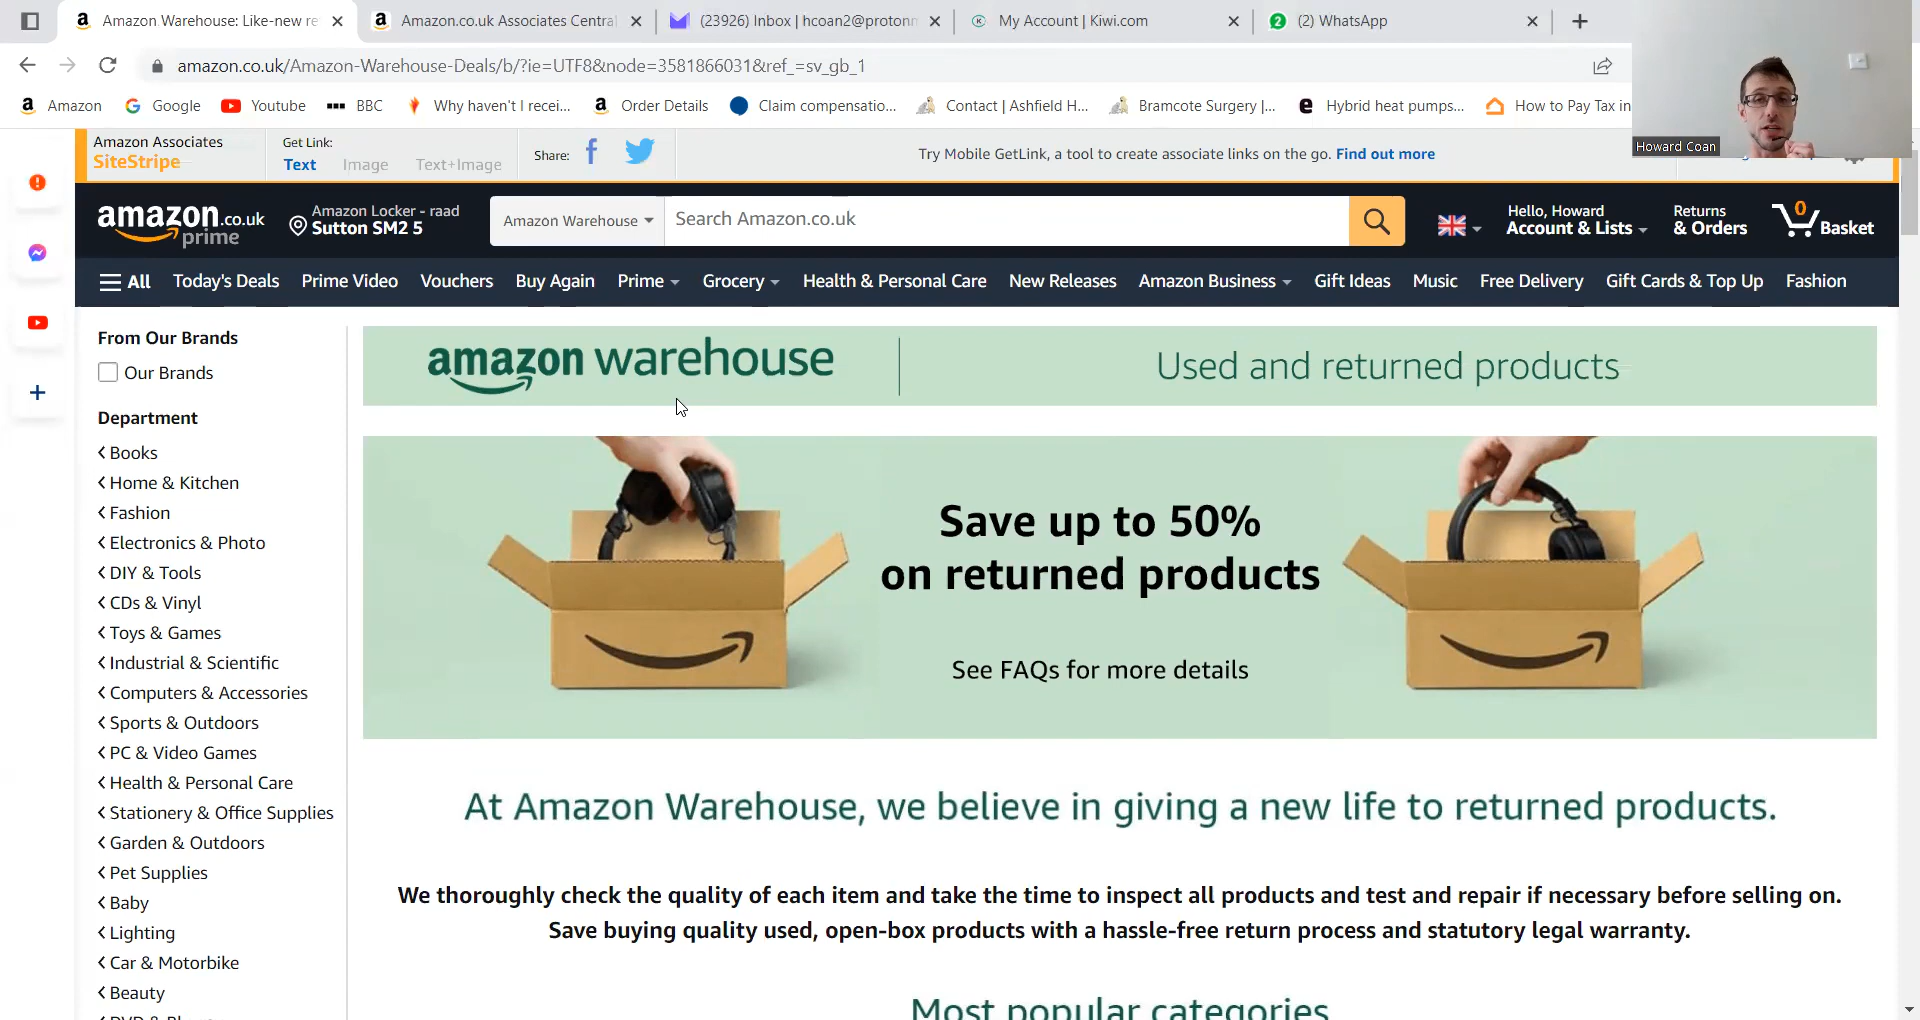 Amazon Warehouse: Like-new re
Amazon.co.uk Associates Central
(23926) Inbox | hcoan2@protonm
My Account | Kiwi.com
2
(2) WhatsApp
amazon.co.uk/Amazon-Warehouse-Deals/b/?ie=UTF8&node=3581866031&ref_=sv_gb_1
Amazon
Google
Youtube
BBC
Why haven't I recei...
Order Details
Claim compensatio...
Contact | Ashfield H...
Bramcote Surgery |...
Hybrid heat pumps...
How to Pay Tax in
Howard Coan
Amazon Associates
SiteStripe
Get Link:
Text Image Text+Image
Share:
Try Mobile GetLink, a tool to create associate links on the go. Find out more
amazon.co.uk
prime
Amazon Locker - raad
Sutton SM2 5
Amazon Warehouse
Search Amazon.co.uk
Hello, Howard
Account & Lists
Returns
& Orders
0
Basket
All
Today's Deals
Prime Video
Vouchers
Buy Again
Prime
Grocery
Health & Personal Care
New Releases
Amazon Business
Gift Ideas
Music
Free Delivery
Gift Cards & Top Up
Fashion
From Our Brands
Our Brands
Department
Books
Home & Kitchen
Fashion
Electronics & Photo
DIY & Tools
CDs & Vinyl
Toys & Games
Industrial & Scientific
Computers & Accessories
Sports & Outdoors
PC & Video Games
Health & Personal Care
Stationery & Office Supplies
Garden & Outdoors
Pet Supplies
Baby
Lighting
Car & Motorbike
Beauty
amazon warehouse
Used and returned products
Save up to 50%
on returned products
See FAQs for more details
At Amazon Warehouse, we believe in giving a new life to returned products.
We thoroughly check the quality of each item and take the time to inspect all products and test and repair if necessary before selling on.
Save buying quality used, open-box products with a hassle-free return process and statutory legal warranty.
Most popular categories